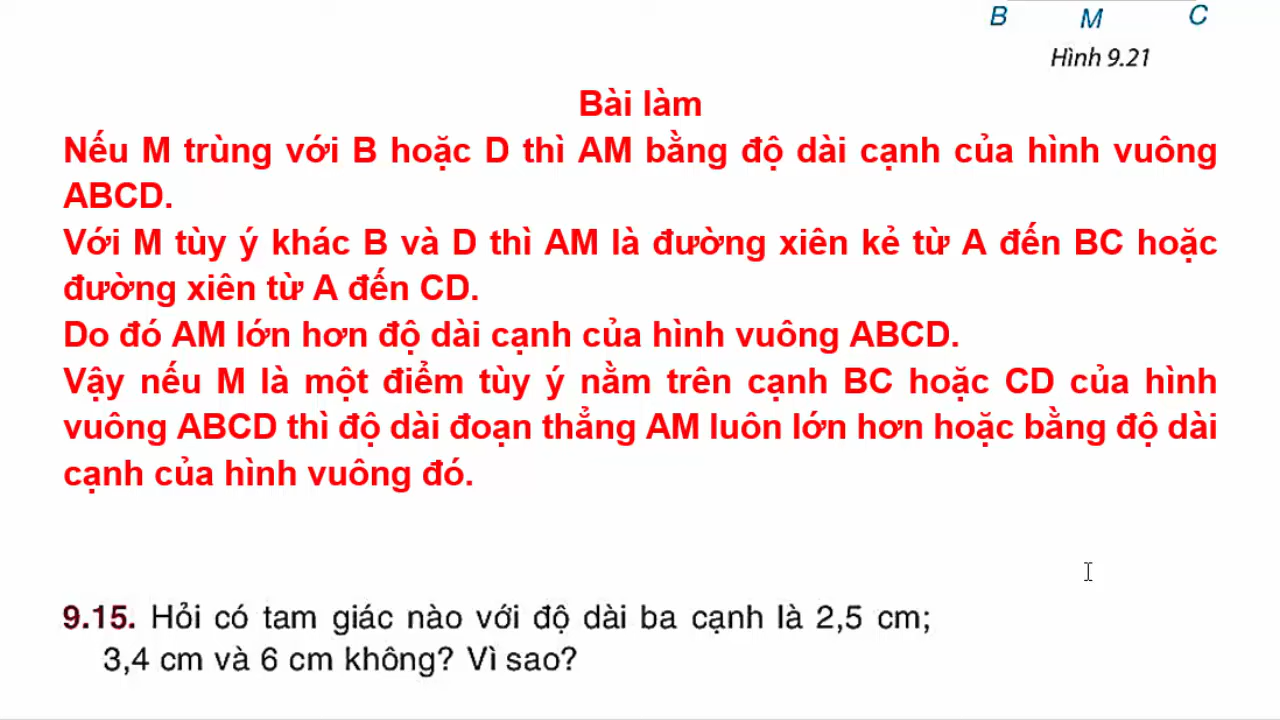 B M C
Hình 9.21
Bài làm
Nếu M trùng với B hoặc D thì AM bằng độ dài cạnh của hình vuông
ABCD.
Với M tùy ý khác B và D thì AM là đường xiên kẻ từ A đến BC hoặc
đường xiên từ A đến CD.
Do đó AM lớn hơn độ dài cạnh của hình vuông ABCD.
Vậy nếu M là một điểm tùy ý nằm trên cạnh BC hoặc CD của hình
vuông ABCD thì độ dài đoạn thẳng AM luôn lớn hơn hoặc bằng độ dài
cạnh của hình vuông đó.
9.15. Hỏi có tam giác nào với độ dài ba cạnh là 2,5 cm;
3,4 cm và 6 cm không? Vì sao?